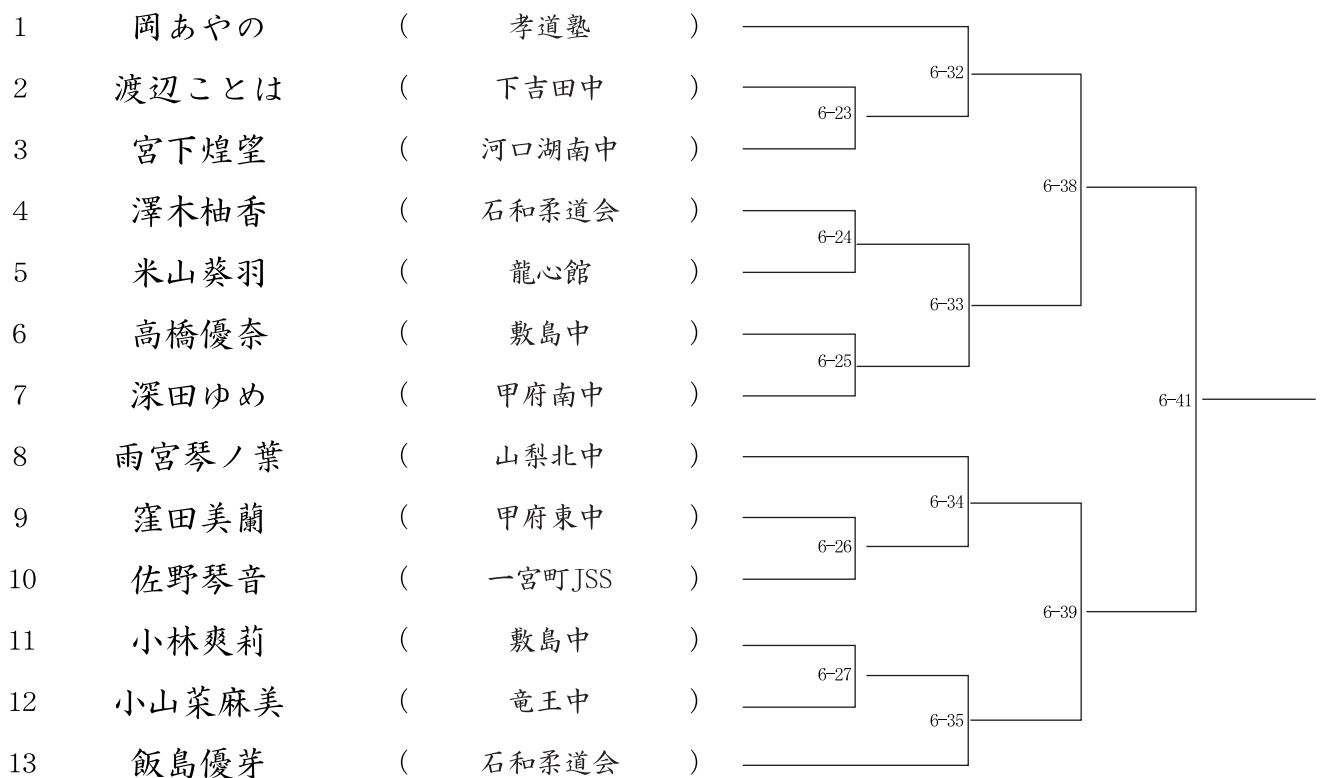 1 岡あやの ( 孝道塾 )
6-32
2 渡辺ことは ( 下吉田中 )
6-23
3 宮下煌望 ( 河口湖南中 )
6-38
4 澤木柚香 ( 石和柔道会 )
6-24
5 米山葵羽 ( 龍心館 )
6-33
6 高橋優奈 ( 敷島中 )
6-25
7 深田ゆめ ( 甲府南中 )
6-41
8 雨宮琴ノ葉 ( 山梨北中 )
6-34
9 窪田美蘭 ( 甲府東中 )
6-26
10 佐野琴音 ( 一宮町JSS )
6-39
11 小林爽莉 ( 敷島中 )
6-27
12 小山菜麻美 ( 竜王中 )
6-35
13 飯島優芽 ( 石和柔道会 )